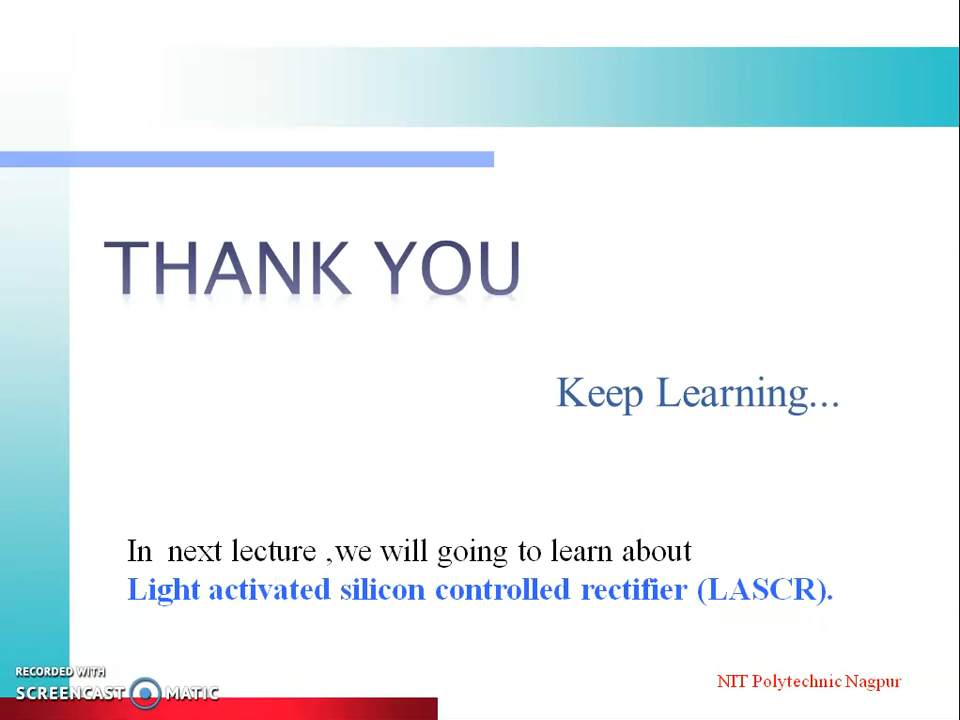 THANK YOU
Keep Learning...
In next lecture ,we will going to learn about
Light activated silicon controlled rectifier (LASCR).
RECORDED WITH
SCREENCAST MATIC
NIT Polytechnic Nagpur